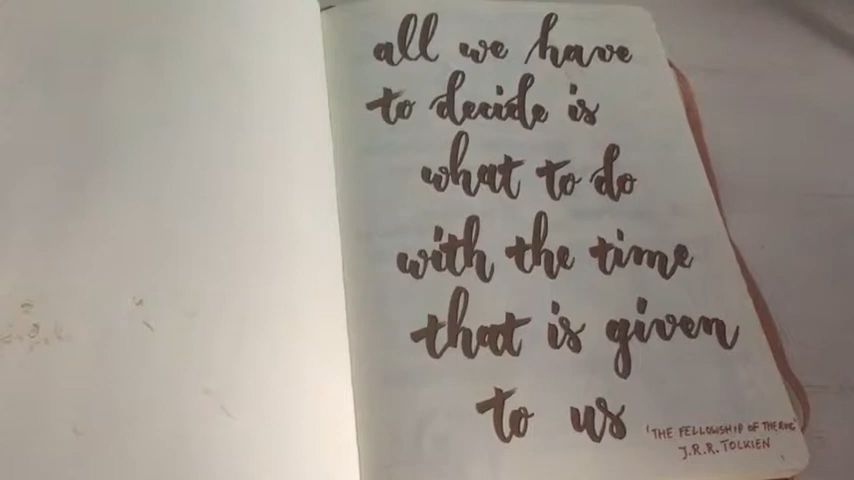 all we have
to decide is
what to do
with the time
that is given
to us
'THE FELLOWSHIP OF THE RING'
J.R.R. TOLKIEN